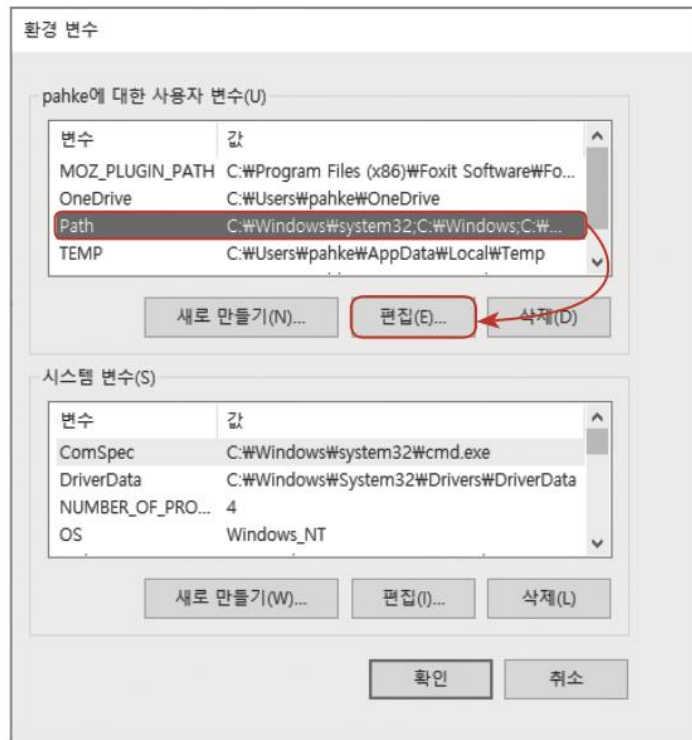 환경 변수
pahke에 대한 사용자 변수(U)
변수 값
MOZ_PLUGIN_PATH C:₩Program Files (x86)₩Foxit Software₩Fo...
OneDrive C:₩Users₩pahke₩OneDrive
Path C:₩Windows₩system32;C:₩Windows;C:₩...
TEMP C:₩Users₩pahke₩AppData₩Local₩Temp
새로 만들기(N)... 편집(E)... 삭제(D)
시스템 변수(S)
변수 값
ComSpec C:₩Windows₩system32₩cmd.exe
DriverData C:₩Windows₩System32₩Drivers₩DriverData
NUMBER_OF_PRO... 4
OS Windows_NT
새로 만들기(W)... 편집(I)... 삭제(L)
확인 취소